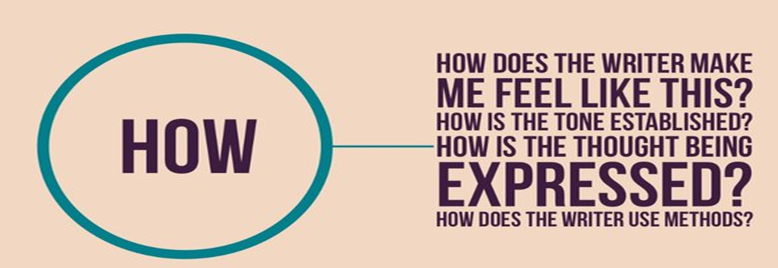 HOW
HOW DOES THE WRITER MAKE
ME FEEL LIKE THIS?
HOW IS THE TONE ESTABLISHED?
HOW IS THE THOUGHT BEING
EXPRESSED?
HOW DOES THE WRITER USE METHODS?